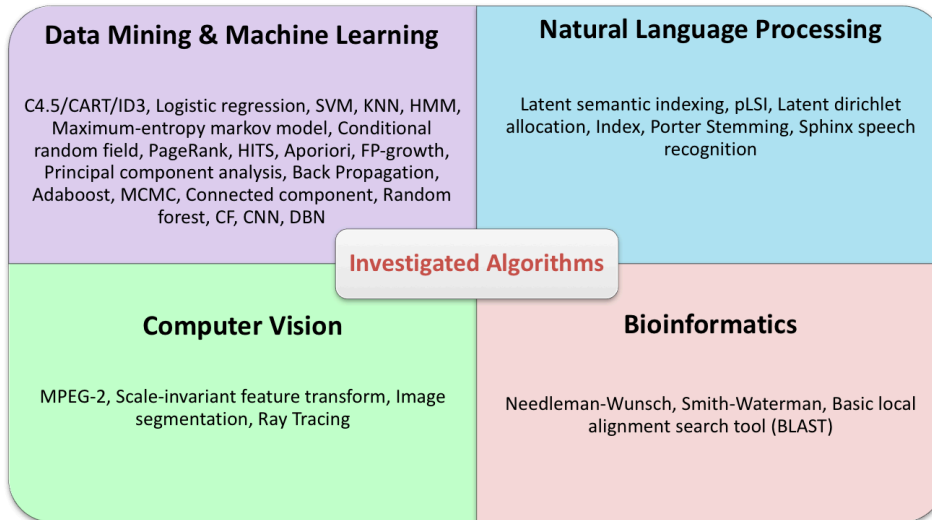 Data Mining & Machine Learning
C4.5/CART/ID3, Logistic regression, SVM, KNN, HMM,
Maximum-entropy markov model, Conditional
random field, PageRank, HITS, Aporiori, FP-growth,
Principal component analysis, Back Propagation,
Adaboost, MCMC, Connected component, Random
forest, CF, CNN, DBN
Natural Language Processing
Latent semantic indexing, pLSI, Latent dirichlet
allocation, Index, Porter Stemming, Sphinx speech
recognition
Investigated Algorithms
Computer Vision
MPEG-2, Scale-invariant feature transform, Image
segmentation, Ray Tracing
Bioinformatics
Needleman-Wunsch, Smith-Waterman, Basic local
alignment search tool (BLAST)